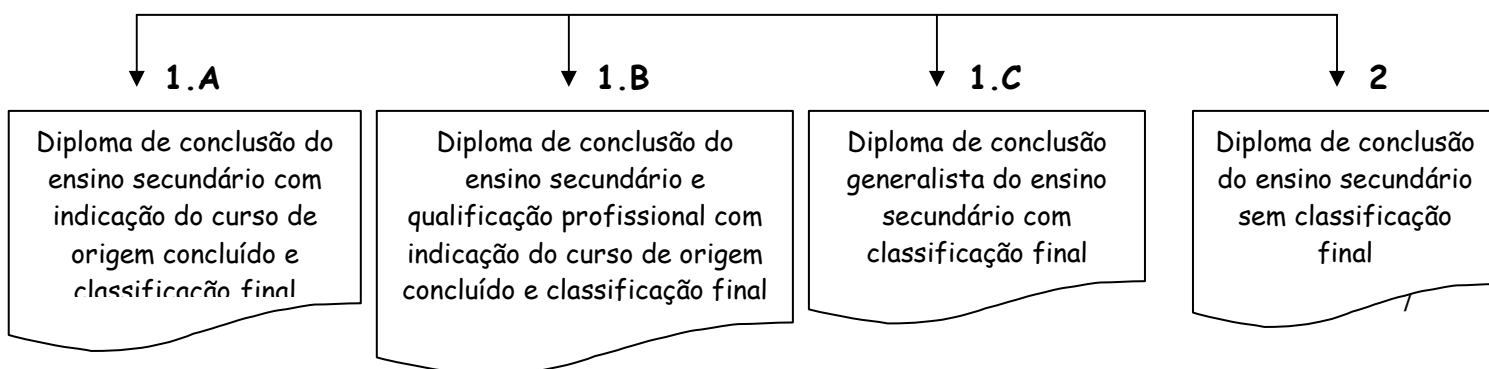 1.A
1.B
1.C
2
Diploma de conclusão do
ensino secundário com
indicação do curso de
origem concluído e
classificação final
Diploma de conclusão do
ensino secundário e
qualificação profissional com
indicação do curso de origem
concluído e classificação final
Diploma de conclusão
generalista do ensino
secundário com
classificação final
Diploma de conclusão
do ensino secundário
sem classificação
final